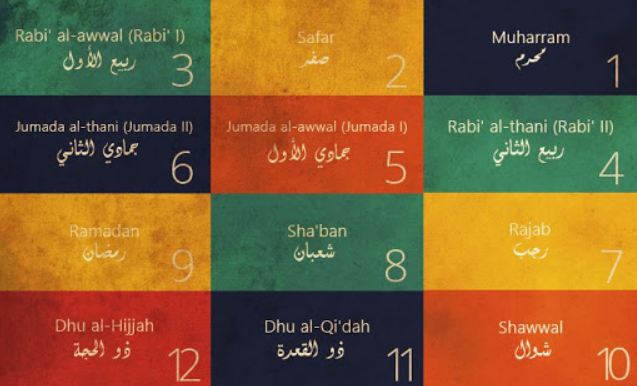 Muharram
محرم
1
Safar
صفر
2
Rabi' al-awwal (Rabi' I)
ربيع الأول
3
Rabi' al-thani (Rabi' II)
ربيع الثاني
4
Jumada al-awwal (Jumada I)
جمادي الأول
5
Jumada al-thani (Jumada II)
جمادي الثاني
6
Rajab
رجب
7
Sha'ban
شعبان
8
Ramadan
رمضان
9
Shawwal
شوال
10
Dhu al-Qi'dah
ذو القعدة
11
Dhu al-Hijjah
ذو الحجة
12